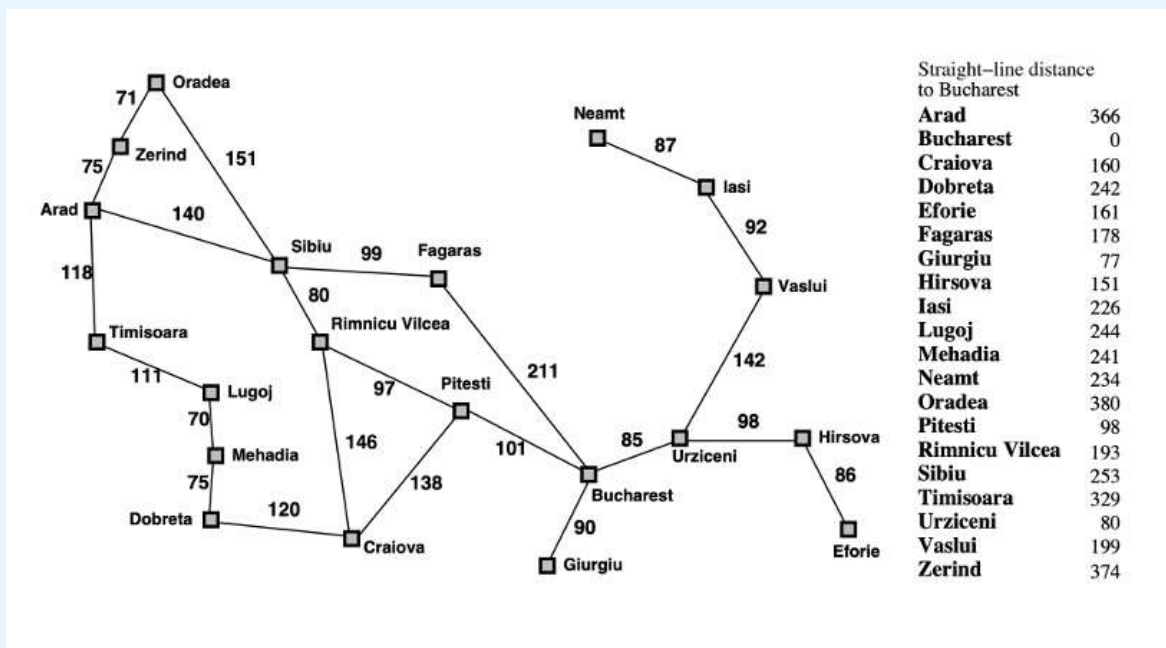 Oradea
71
Neamt
Zerind
87
151
75
Iasi
Arad
140
92
Sibiu
Fagaras
99
118
Vaslui
80
Timisoara
Rimnicu Vilcea
142
111
211
Lugoj
97
Pitesti
70
98
Hirsova
146
101
85
Urziceni
Mehadia
86
75
138
Bucharest
120
Dobreta
90
Craiova
Eforie
Giurgiu
Straight–line distance
to Bucharest
Arad 366
Bucharest 0
Craiova 160
Dobreta 242
Eforie 161
Fagaras 178
Giurgiu 77
Hirsova 151
Iasi 226
Lugoj 244
Mehadia 241
Neamt 234
Oradea 380
Pitesti 98
Rimnicu Vilcea 193
Sibiu 253
Timisoara 329
Urziceni 80
Vaslui 199
Zerind 374